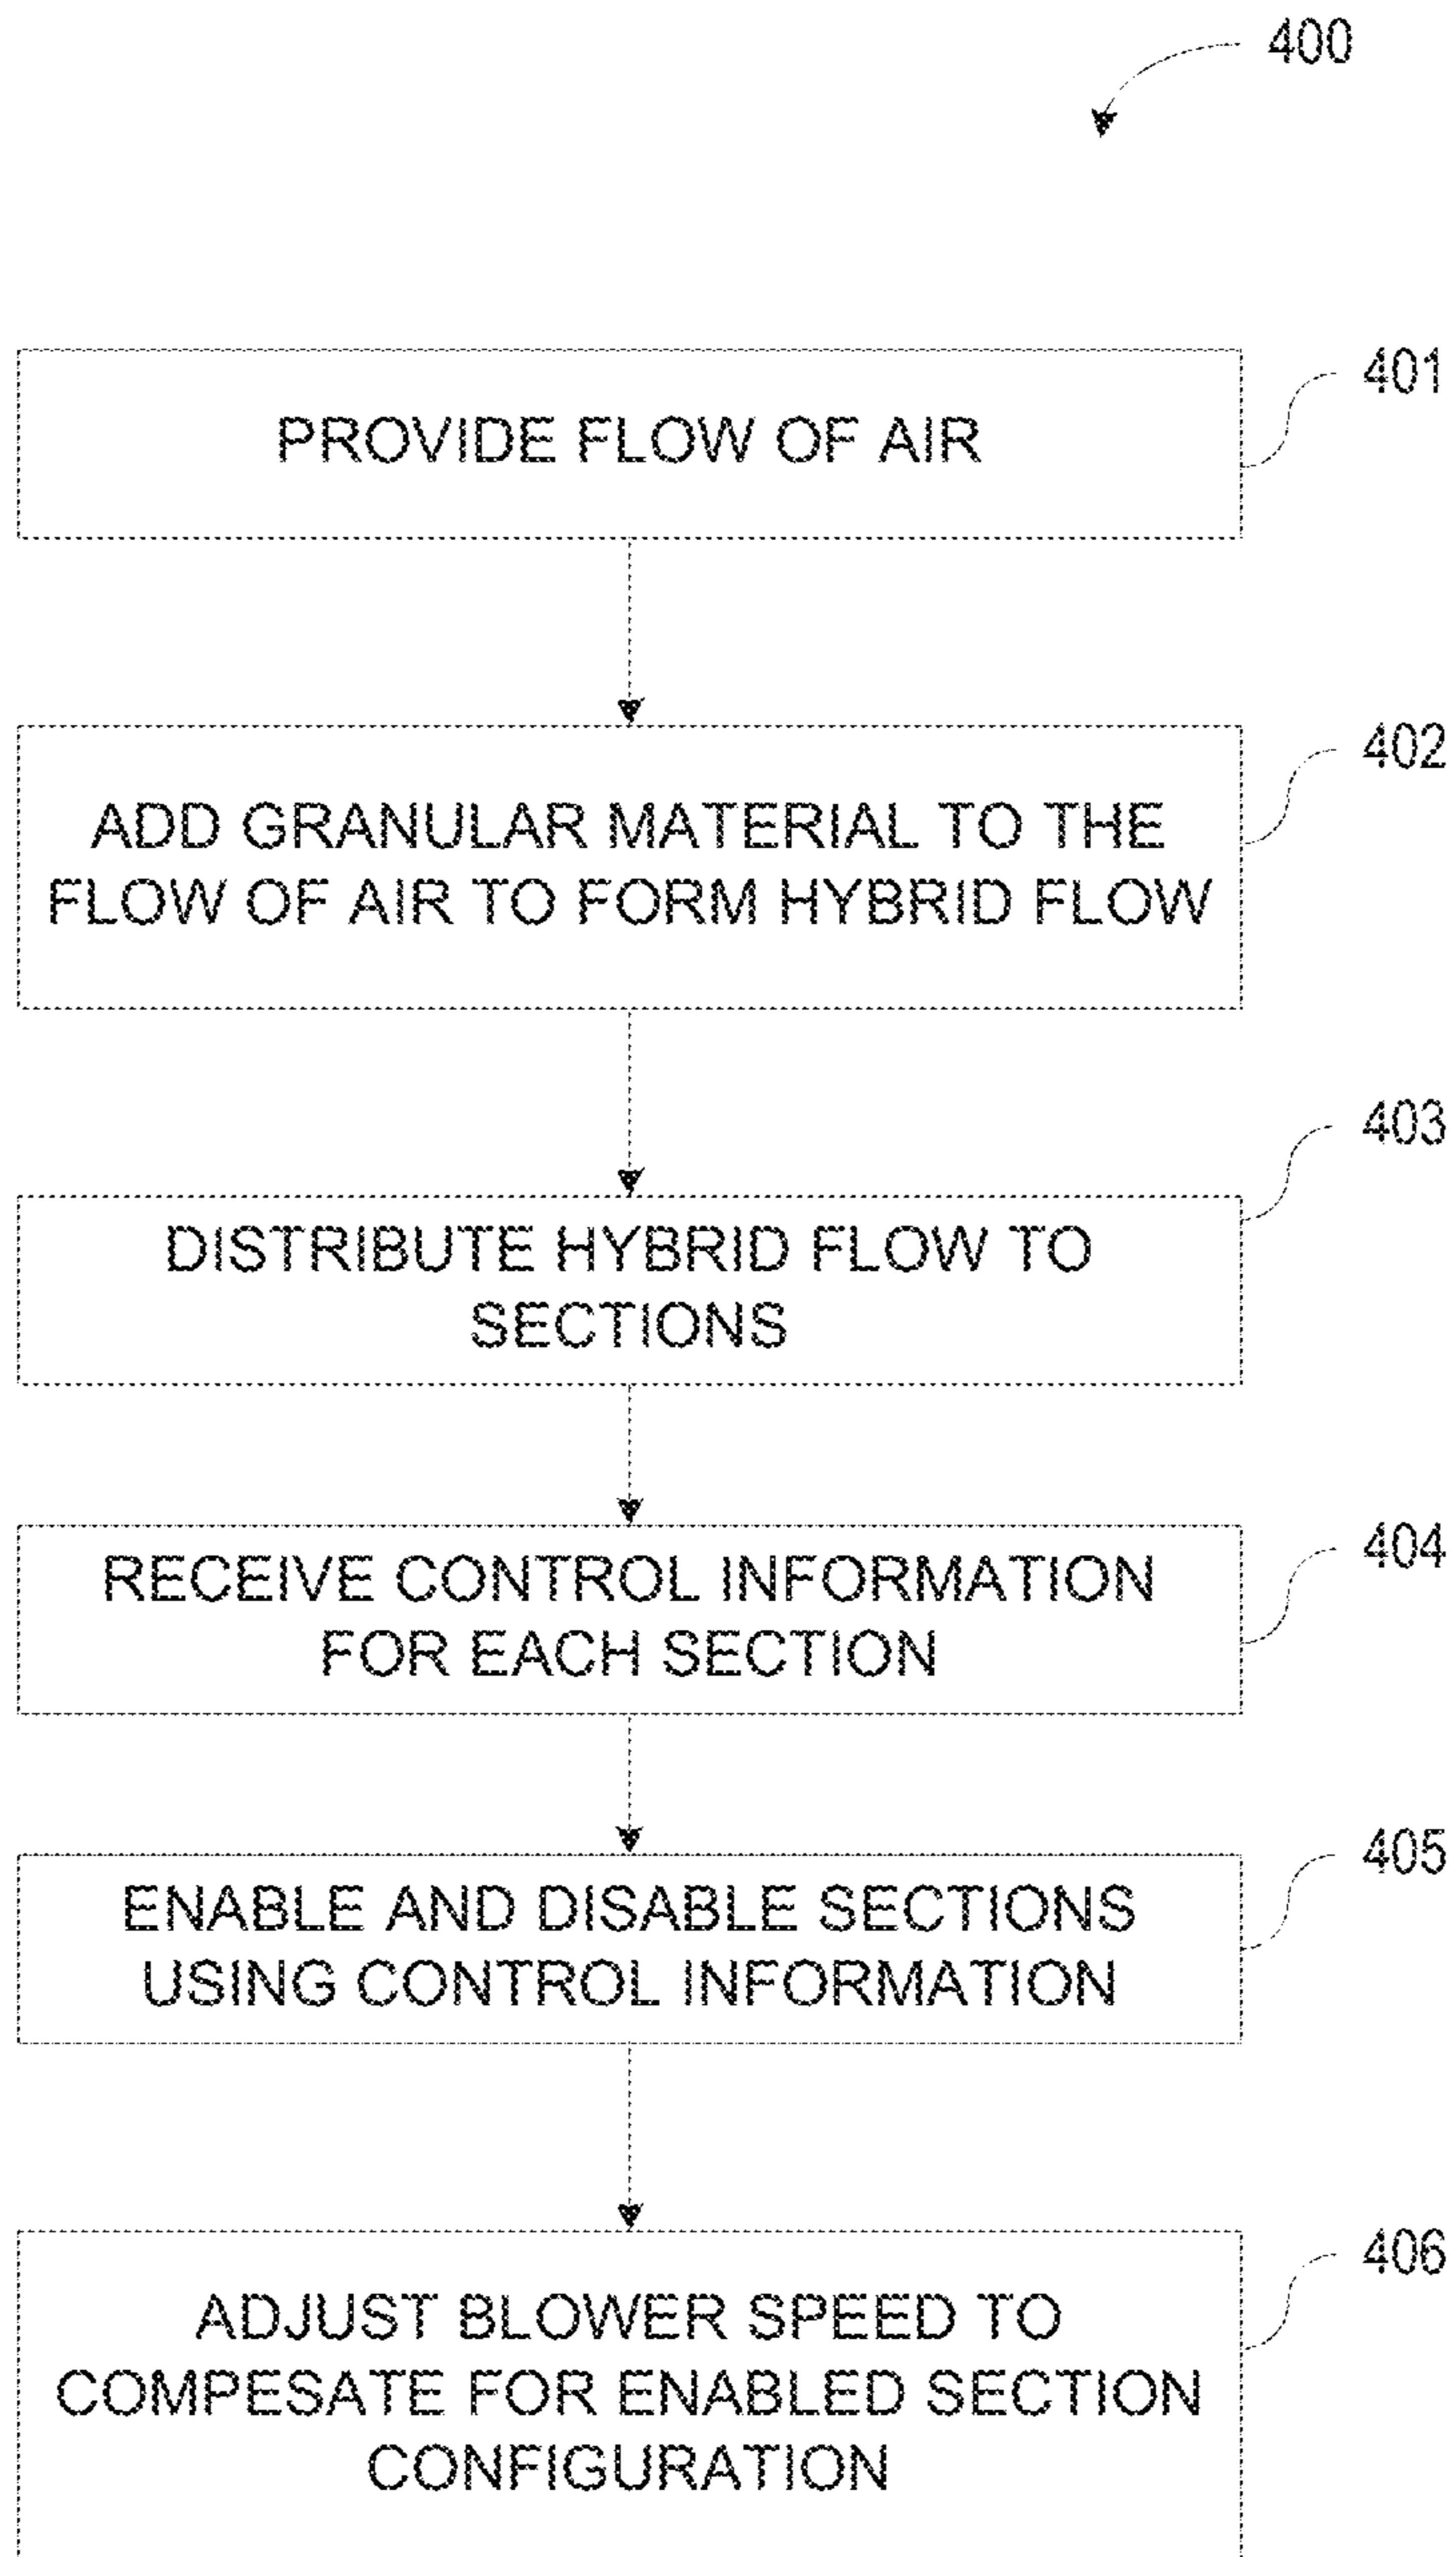 400
PROVIDE FLOW OF AIR
401
ADD GRANULAR MATERIAL TO THE
FLOW OF AIR TO FORM HYBRID FLOW
402
DISTRIBUTE HYBRID FLOW TO
SECTIONS
403
RECEIVE CONTROL INFORMATION
FOR EACH SECTION
404
ENABLE AND DISABLE SECTIONS
USING CONTROL INFORMATION
405
ADJUST BLOWER SPEED TO
COMPESATE FOR ENABLED SECTION
CONFIGURATION
406